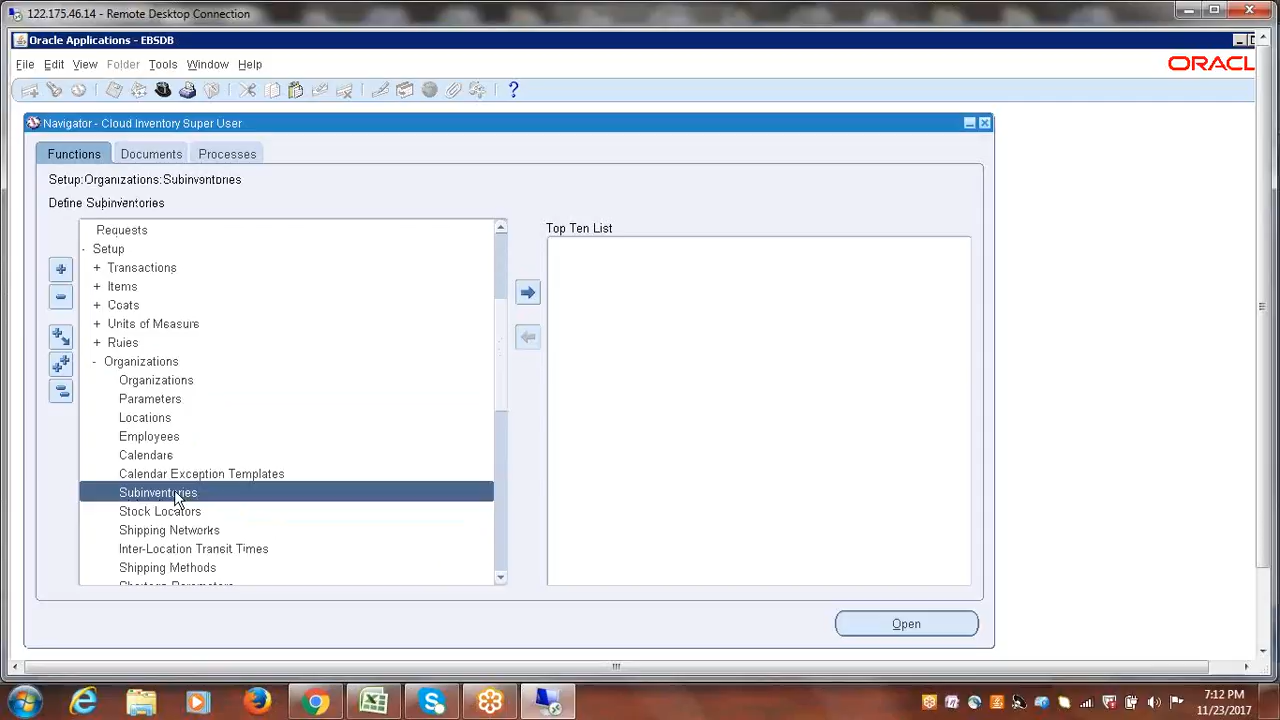 122.175.46.14 - Remote Desktop Connection
Oracle Applications - EBSDB
File Edit View Folder Tools Window Help
ORACL
Navigator - Cloud Inventory Super User
Functions Documents Processes
Setup:Organizations:Subinventories
Define Subinventories
Top Ten List
Requests
- Setup
+ Transactions
+ Items
+ Costs
+ Units of Measure
+ Rules
- Organizations
Organizations
Parameters
Locations
Employees
Calendars
Calendar Exception Templates
Subinventories
Stock Locators
Shipping Networks
Inter-Location Transit Times
Shipping Methods
Shortage Parameters
Open
7:12 PM
11/23/2017